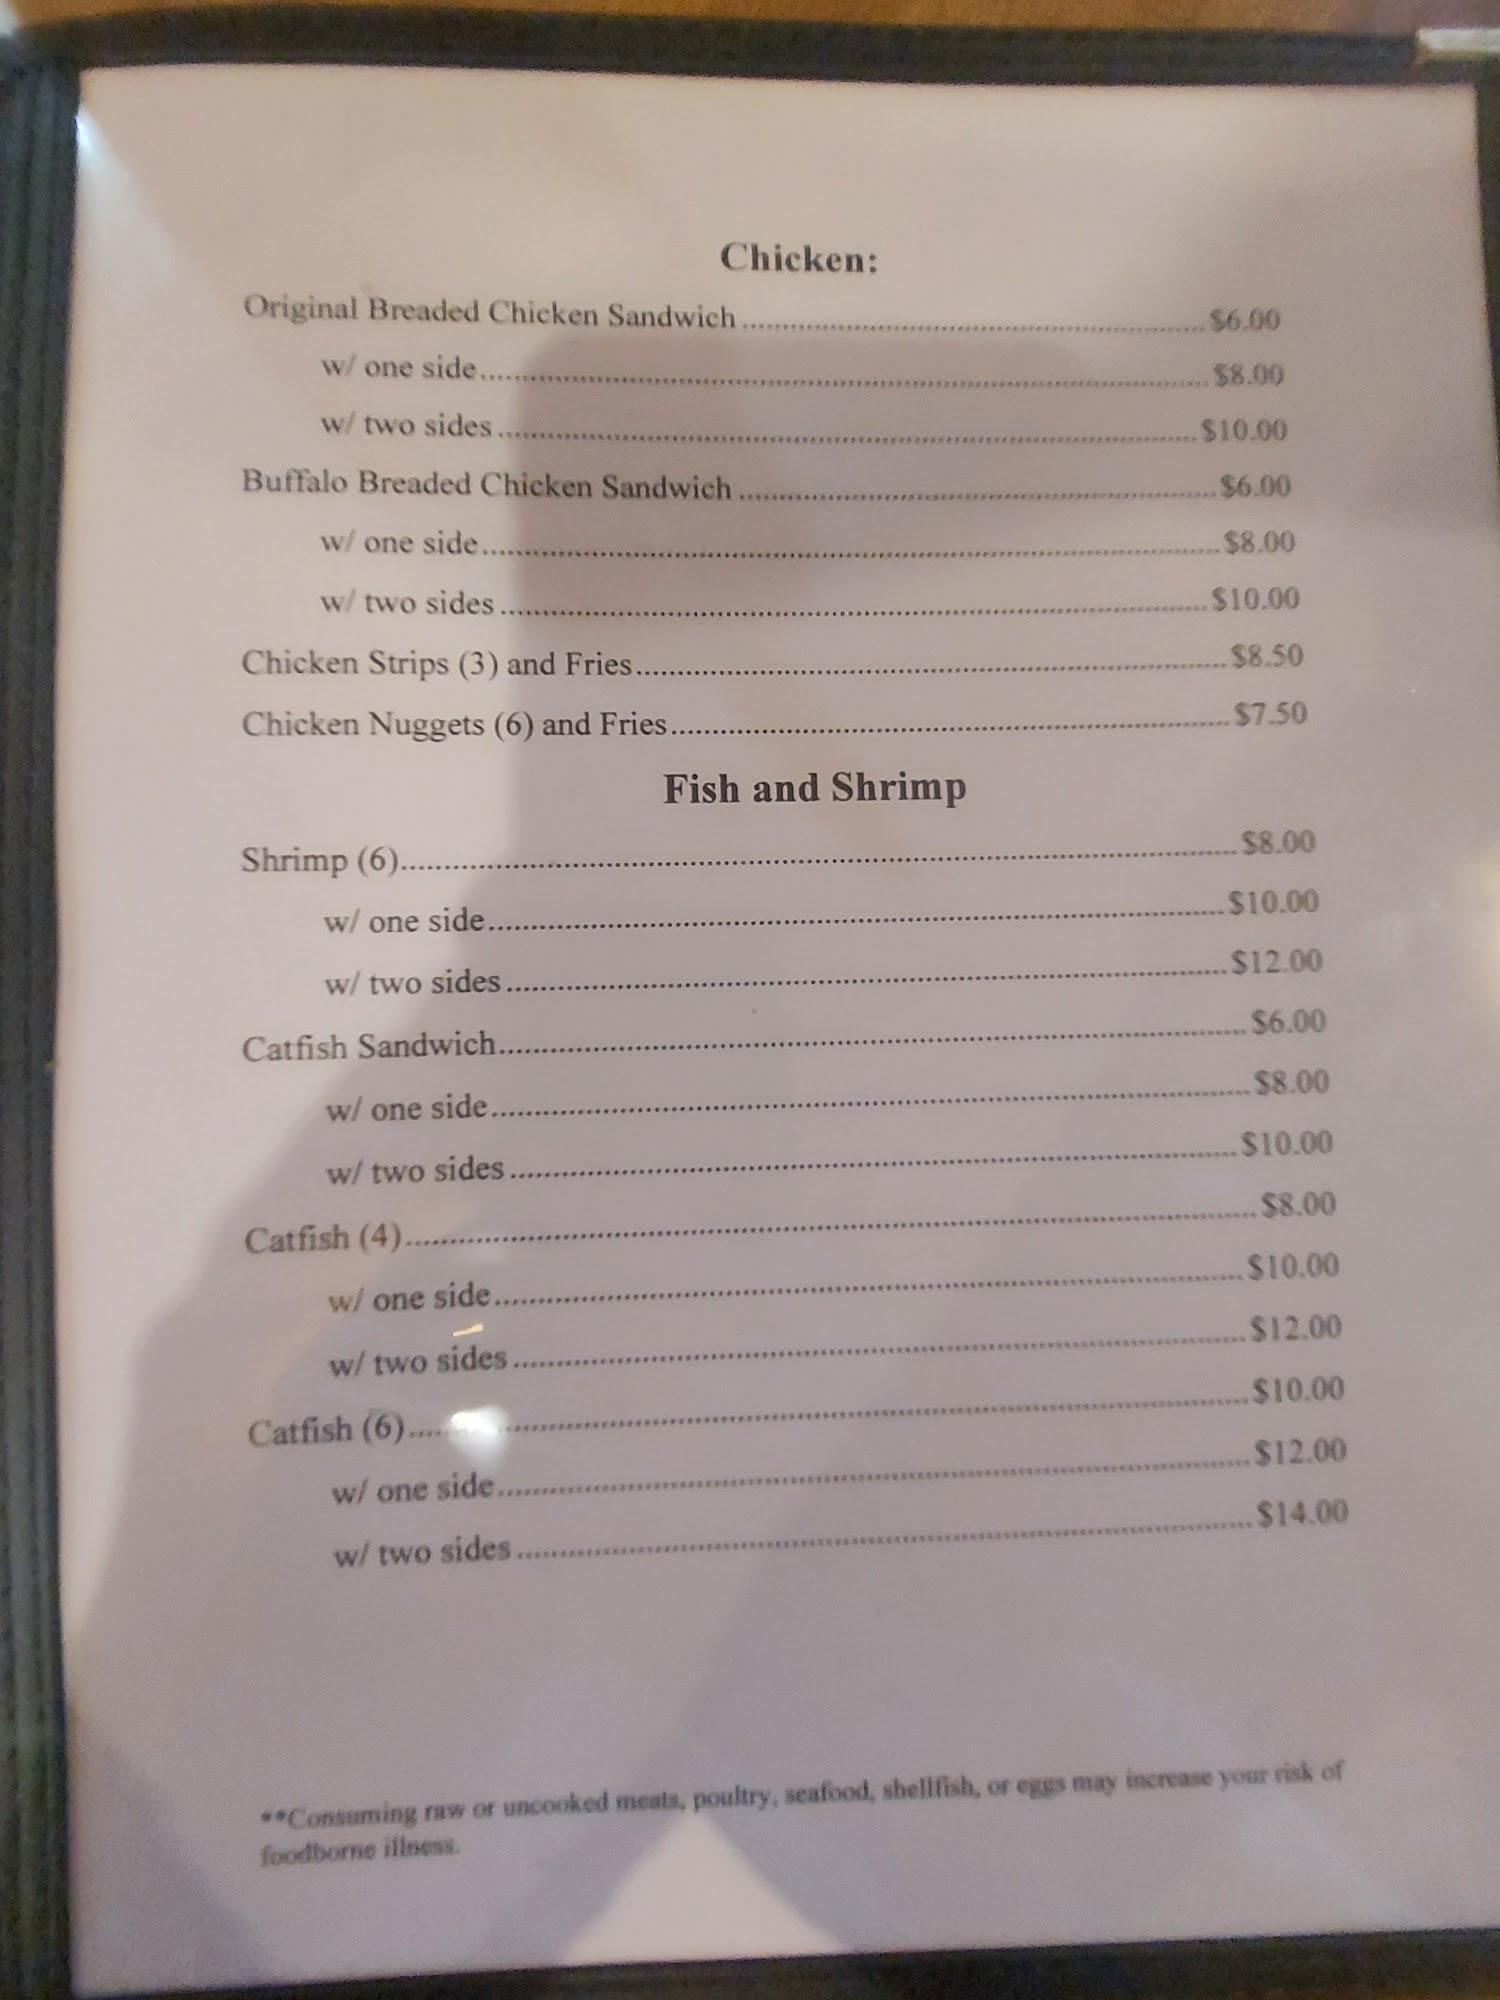 Chicken:
Original Breaded Chicken Sandwich ........ $6.00
w/ one side ........ $8.00
w/ two sides ........ $10.00
Buffalo Breaded Chicken Sandwich ........ $6.00
w/ one side ........ $8.00
w/ two sides ........ $10.00
Chicken Strips (3) and Fries ........ $8.50
Chicken Nuggets (6) and Fries ........ $7.50
Fish and Shrimp
Shrimp (6) ........ $8.00
w/ one side ........ $10.00
w/ two sides ........ $12.00
Catfish Sandwich ........ $6.00
w/ one side ........ $8.00
w/ two sides ........ $10.00
Catfish (4) ........ $8.00
w/ one side ........ $10.00
w/ two sides ........ $12.00
Catfish (6) ........ $10.00
w/ one side ........ $12.00
w/ two sides ........ $14.00
**Consuming raw or uncooked meats, poultry, seafood, shellfish, or eggs may increase your risk of
foodborne illness.